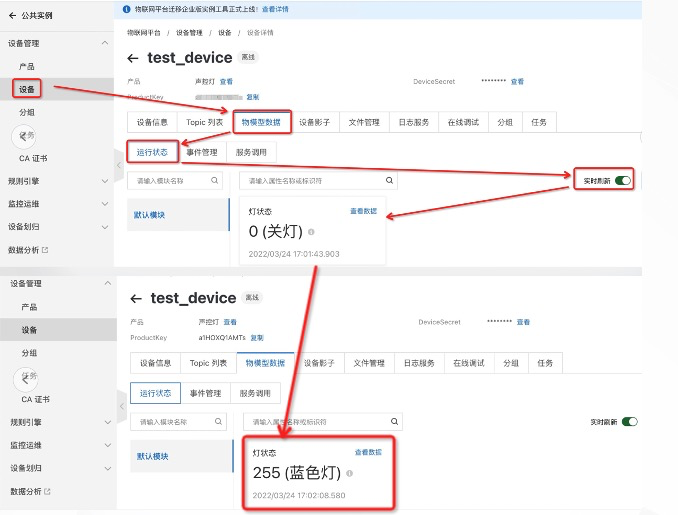 公共实例
物联网平台迁移企业版实例工具正式上线! 查看详情
设备管理
产品
设备
分组
任务
CA 证书
规则引擎
监控运维
设备划归
数据分析
物联网平台 / 设备管理 / 设备 / 设备详情
test_device 离线
产品 声控灯 查看
DeviceSecret ******** 查看
ProductKey 复制
设备信息 Topic 列表 物模型数据 设备影子 文件管理 日志服务 在线调试 分组 任务
运行状态 事件管理 服务调用
请输入模块名称 请输入属性名称或标识符 实时刷新
默认模块
灯状态 查看数据
0 (关灯)
2022/03/24 17:01:43.903
设备管理
产品
设备
分组
任务
CA 证书
规则引擎
监控运维
设备划归
数据分析
test_device 离线
产品 声控灯 查看
DeviceSecret ******** 查看
ProductKey a1HOXQ1AMTs 复制
设备信息 Topic 列表 物模型数据 设备影子 文件管理 日志服务 在线调试 分组 任务
运行状态 事件管理 服务调用
请输入模块名称 请输入属性名称或标识符 实时刷新
默认模块
灯状态 查看数据
255 (蓝色灯)
2022/03/24 17:02:08.580